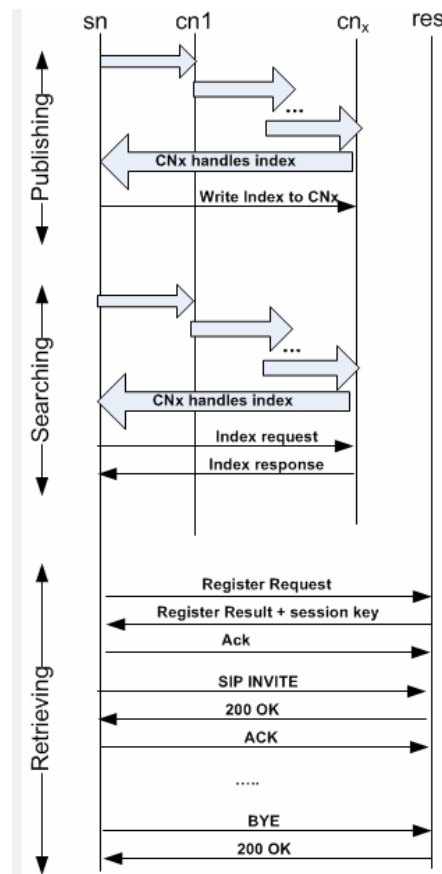 sn cn1 cnx res
Publishing
...
CNx handles index
Write Index to CNx
Searching
...
CNx handles index
Index request
Index response
Retrieving
Register Request
Register Result + session key
Ack
SIP INVITE
200 OK
ACK
.....
BYE
200 OK